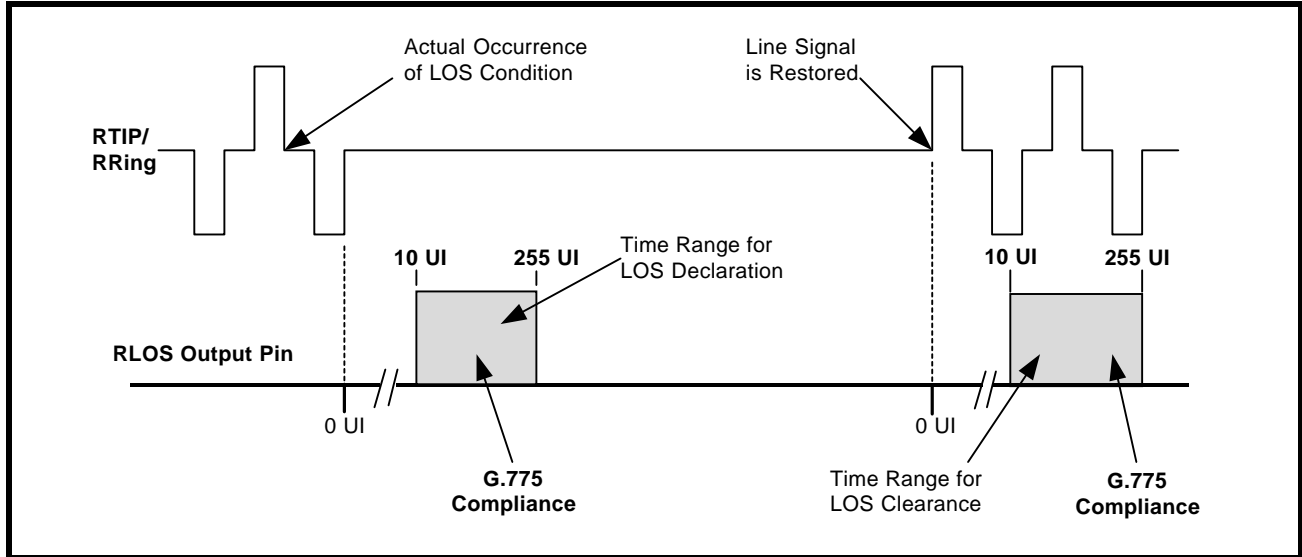 Actual Occurrence
of LOS Condition
Line Signal
is Restored
RTIP/
RRing
10 UI
255 UI
Time Range for
LOS Declaration
10 UI
255 UI
RLOS Output Pin
0 UI
0 UI
G.775
Compliance
Time Range for
LOS Clearance
G.775
Compliance